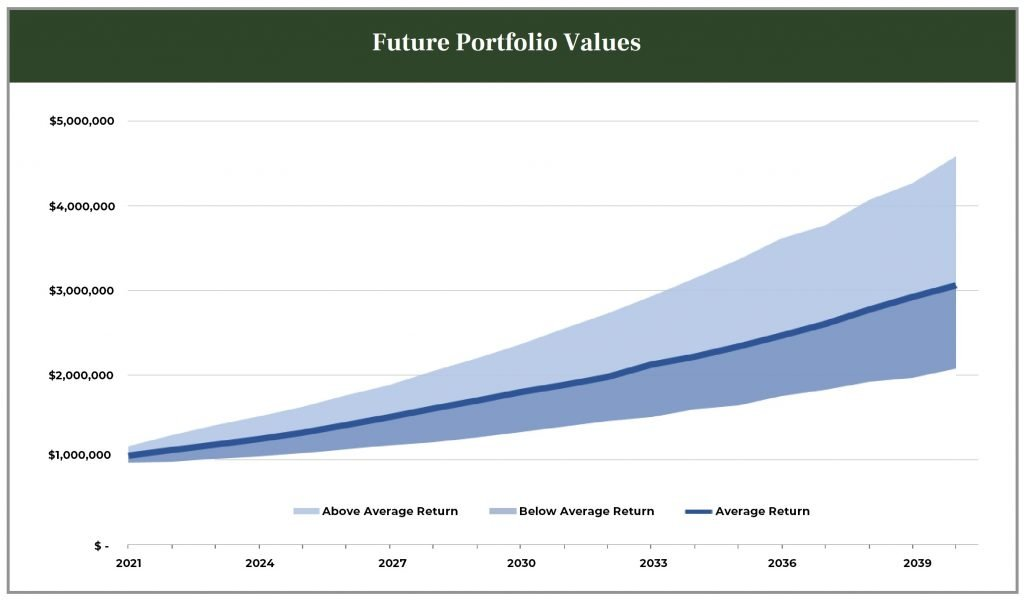 Future Portfolio Values
$5,000,000
$4,000,000
$3,000,000
$2,000,000
$1,000,000
Above Average Return Below Average Return Average Return
$ -
2021 2024 2027 2030 2033 2036 2039